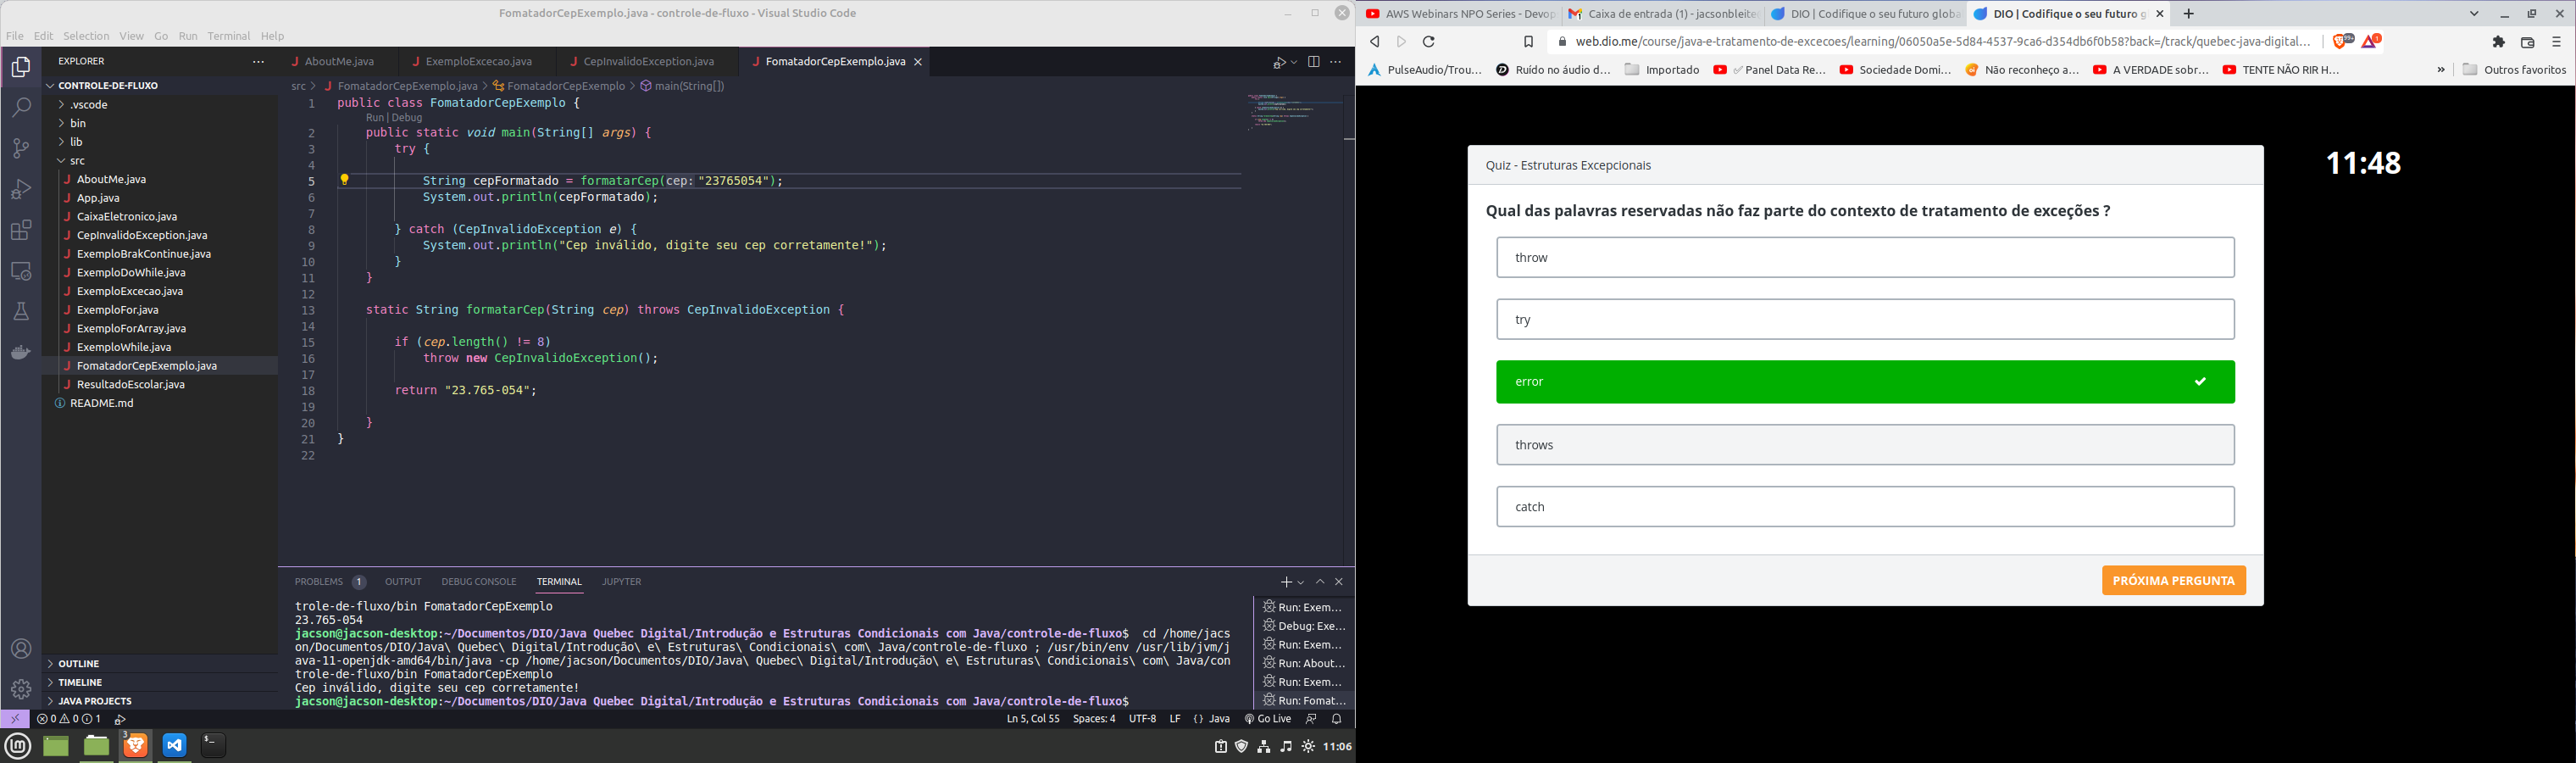 FomatadorCepExemplo.java - controle-de-fluxo - Visual Studio Code
File Edit Selection View Go Run Terminal Help
EXPLORER
CONTROLE-DE-FLUXO
.vscode
bin
lib
src
AboutMe.java
App.java
CaixaEletronico.java
CepInvalidoException.java
ExemploBrakContinue.java
ExemploDoWhile.java
ExemploExcecao.java
ExemploFor.java
ExemploForArray.java
ExemploWhile.java
FomatadorCepExemplo.java
ResultadoEscolar.java
README.md
OUTLINE
TIMELINE
JAVA PROJECTS
AboutMe.java ExemploExcecao.java CepInvalidoException.java FomatadorCepExemplo.java
src > FomatadorCepExemplo.java > FomatadorCepExemplo > main(String[])
1 public class FomatadorCepExemplo {
Run | Debug
2 public static void main(String[] args) {
3 try {
4
5 String cepFormatado = formatarCep(cep:"23765054");
6 System.out.println(cepFormatado);
7
8 } catch (CepInvalidoException e) {
9 System.out.println("Cep inválido, digite seu cep corretamente!");
10 }
11 }
12
13 static String formatarCep(String cep) throws CepInvalidoException {
14
15 if (cep.length() != 8)
16 throw new CepInvalidoException();
17
18 return "23.765-054";
19
20 }
21 }
22
PROBLEMS 1 OUTPUT DEBUG CONSOLE TERMINAL JUPYTER
trole-de-fluxo/bin FomatadorCepExemplo
23.765-054
jacson@jacson-desktop:~/Documentos/DIO/Java Quebec Digital/Introdução e Estruturas Condicionais com Java/controle-de-fluxo$ cd /home/jacs
on/Documentos/DIO/Java\ Quebec\ Digital/Introdução\ e\ Estruturas\ Condicionais\ com\ Java/controle-de-fluxo ; /usr/bin/env /usr/lib/jvm/j
ava-11-openjdk-amd64/bin/java -cp /home/jacson/Documentos/DIO/Java\ Quebec\ Digital/Introdução\ e\ Estruturas\ Condicionais\ com\ Java/con
trole-de-fluxo/bin FomatadorCepExemplo
Cep inválido, digite seu cep corretamente!
jacson@jacson-desktop:~/Documentos/DIO/Java Quebec Digital/Introdução e Estruturas Condicionais com Java/controle-de-fluxo$
Run: Exem...
Debug: Exe...
Run: Exem...
Run: About...
Run: Exem...
Run: Fomat...
0 0 1
Ln 5, Col 55 Spaces: 4 UTF-8 LF {} Java Go Live
3
11:06
AWS Webinars NPO Series - Devop
Caixa de entrada (1) - jacsonbleite
DIO | Codifique o seu futuro globa
DIO | Codifique o seu futuro g
web.dio.me/course/java-e-tratamento-de-excecoes/learning/06050a5e-5d84-4537-9ca6-d354db6f0b58?back=/track/quebec-java-digital...
99+ 1
PulseAudio/Trou... Ruído no áudio d... Importado Panel Data Re... Sociedade Domi... Não reconheço a... A VERDADE sobr... TENTE NÃO RIR H... » Outros favoritos
11:48
Quiz - Estruturas Excepcionais
Qual das palavras reservadas não faz parte do contexto de tratamento de exceções ?
throw
try
error
throws
catch
PRÓXIMA PERGUNTA